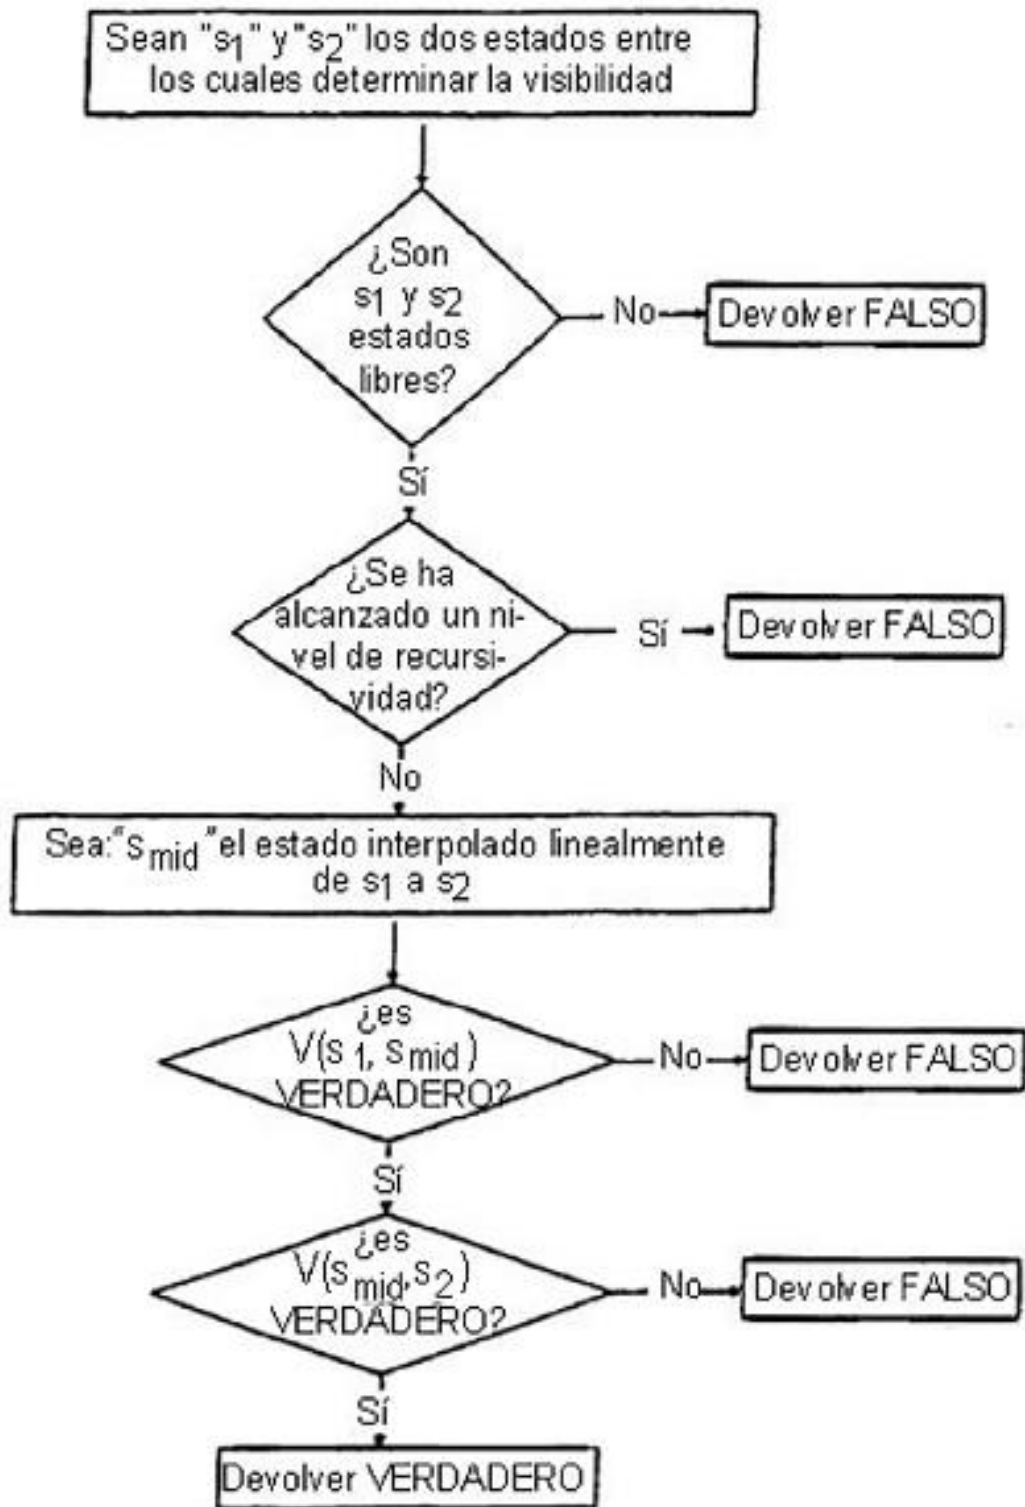 Sean "s1" y "s2" los dos estados entre
los cuales determinar la visibilidad
¿Son
s1 y s2
estados
libres?
No
Devolver FALSO
Sí
¿Se ha
alcanzado un ni-
vel de recursi-
vidad?
Sí
Devolver FALSO
No
Sea:"smid" el estado interpolado linealmente
de s1 a s2
¿es
V(s1, smid)
VERDADERO?
No
Devolver FALSO
Sí
¿es
V(smid,s2)
VERDADERO?
No
Devolver FALSO
Sí
Devolver VERDADERO